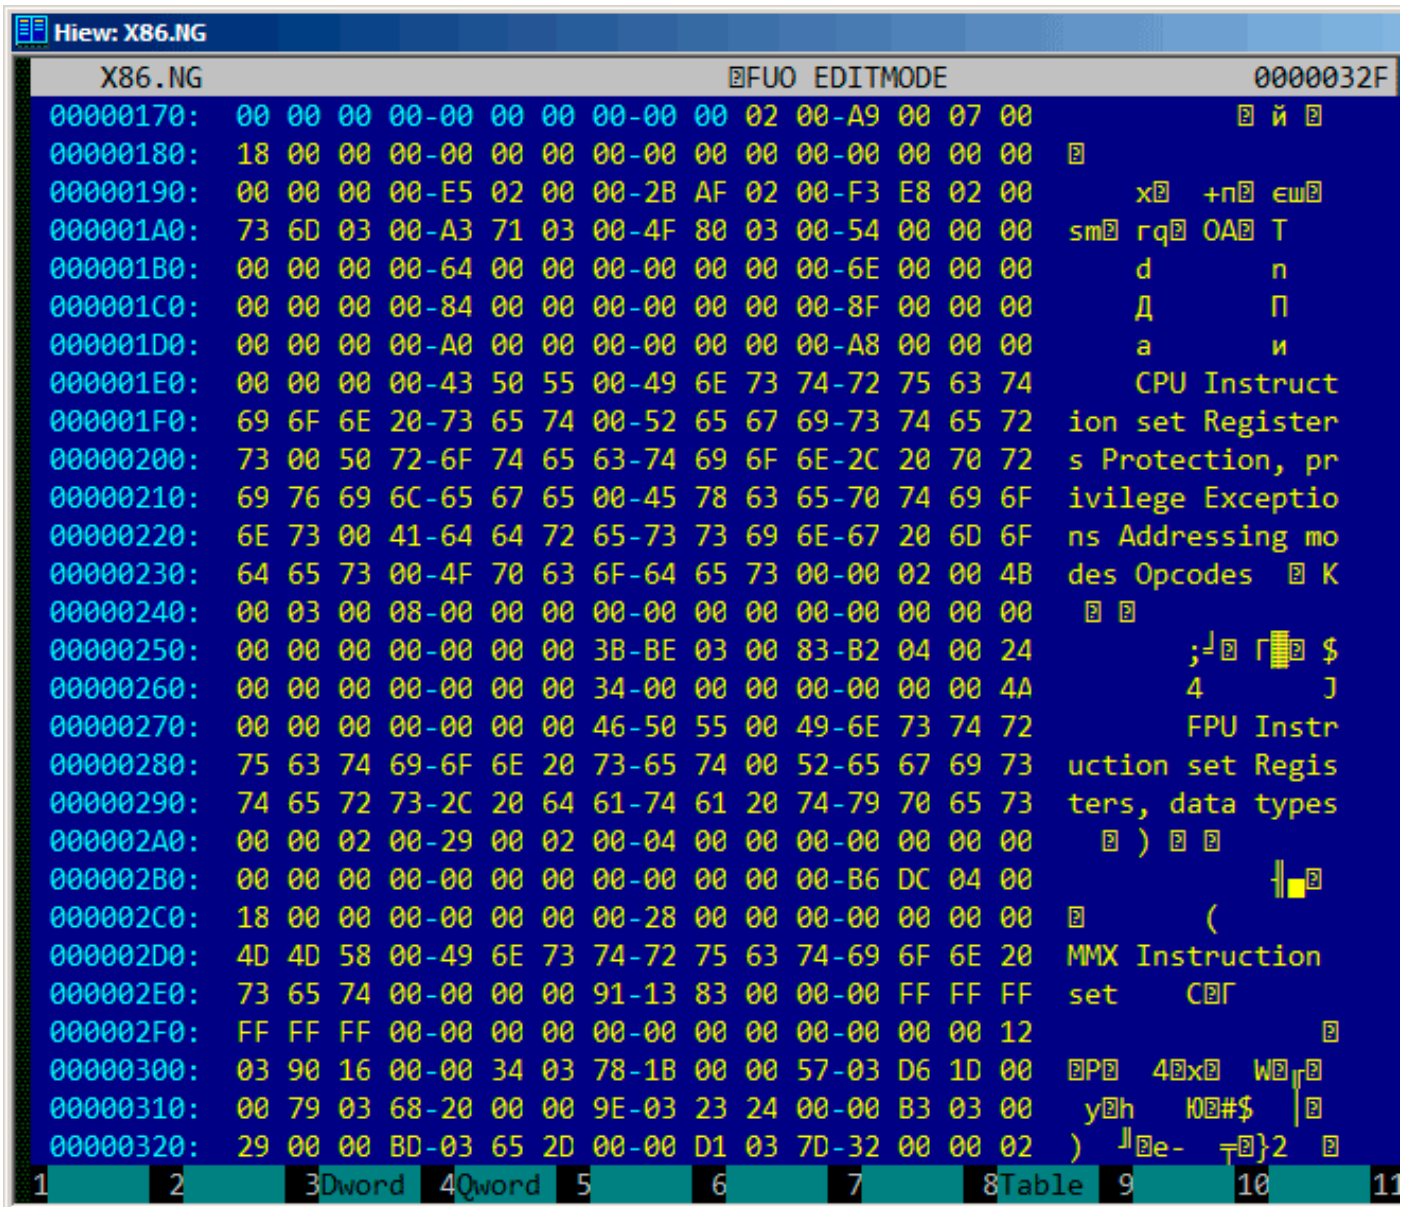 Hiew: X86.NG
X86.NG FUO EDITMODE 0000032F
00000170: 00 00 00 00-00 00 00 00-00 00 02 00-A9 00 07 00 й
00000180: 18 00 00 00-00 00 00 00-00 00 00 00-00 00 00 00
00000190: 00 00 00 00-E5 02 00 00-2B AF 02 00-F3 E8 02 00 х +п єш
000001A0: 73 6D 03 00-A3 71 03 00-4F 80 03 00-54 00 00 00 sm гq OА T
000001B0: 00 00 00 00-64 00 00 00-00 00 00 00-6E 00 00 00 d n
000001C0: 00 00 00 00-84 00 00 00-00 00 00 00-8F 00 00 00 Д П
000001D0: 00 00 00 00-A0 00 00 00-00 00 00 00-A8 00 00 00 а и
000001E0: 00 00 00 00-43 50 55 00-49 6E 73 74-72 75 63 74 CPU Instruct
000001F0: 69 6F 6E 20-73 65 74 00-52 65 67 69-73 74 65 72 ion set Register
00000200: 73 00 50 72-6F 74 65 63-74 69 6F 6E-2C 20 70 72 s Protection, pr
00000210: 69 76 69 6C-65 67 65 00-45 78 63 65-70 74 69 6F ivilege Exceptio
00000220: 6E 73 00 41-64 64 72 65-73 73 69 6E-67 20 6D 6F ns Addressing mo
00000230: 64 65 73 00-4F 70 63 6F-64 65 73 00-00 02 00 4B des Opcodes K
00000240: 00 03 00 08-00 00 00 00-00 00 00 00-00 00 00 00
00000250: 00 00 00 00-00 00 00 3B-BE 03 00 83-B2 04 00 24 ;╛ Г▓ $
00000260: 00 00 00 00-00 00 00 34-00 00 00 00-00 00 00 4A 4 J
00000270: 00 00 00 00-00 00 00 46-50 55 00 49-6E 73 74 72 FPU Instr
00000280: 75 63 74 69-6F 6E 20 73-65 74 00 52-65 67 69 73 uction set Regis
00000290: 74 65 72 73-2C 20 64 61-74 61 20 74-79 70 65 73 ters, data types
000002A0: 00 00 02 00-29 00 02 00-04 00 00 00-00 00 00 00 )
000002B0: 00 00 00 00-00 00 00 00-00 00 00 00-B6 DC 04 00 ╢▄
000002C0: 18 00 00 00-00 00 00 00-28 00 00 00-00 00 00 00 (
000002D0: 4D 4D 58 00-49 6E 73 74-72 75 63 74-69 6F 6E 20 MMX Instruction
000002E0: 73 65 74 00-00 00 00 91-13 83 00 00-00 FF FF FF set СГ
000002F0: FF FF FF 00-00 00 00 00-00 00 00 00-00 00 00 12
00000300: 03 90 16 00-00 34 03 78-1B 00 00 57-03 D6 1D 00 Р 4x W╓
00000310: 00 79 03 68-20 00 00 9E-03 23 24 00-00 B3 03 00 yh Ю#$ │
00000320: 29 00 00 BD-03 65 2D 00-00 D1 03 7D-32 00 00 02 ) ╜e- ╤}2
1 2 3Dword 4Qword 5 6 7 8Table 9 10 11